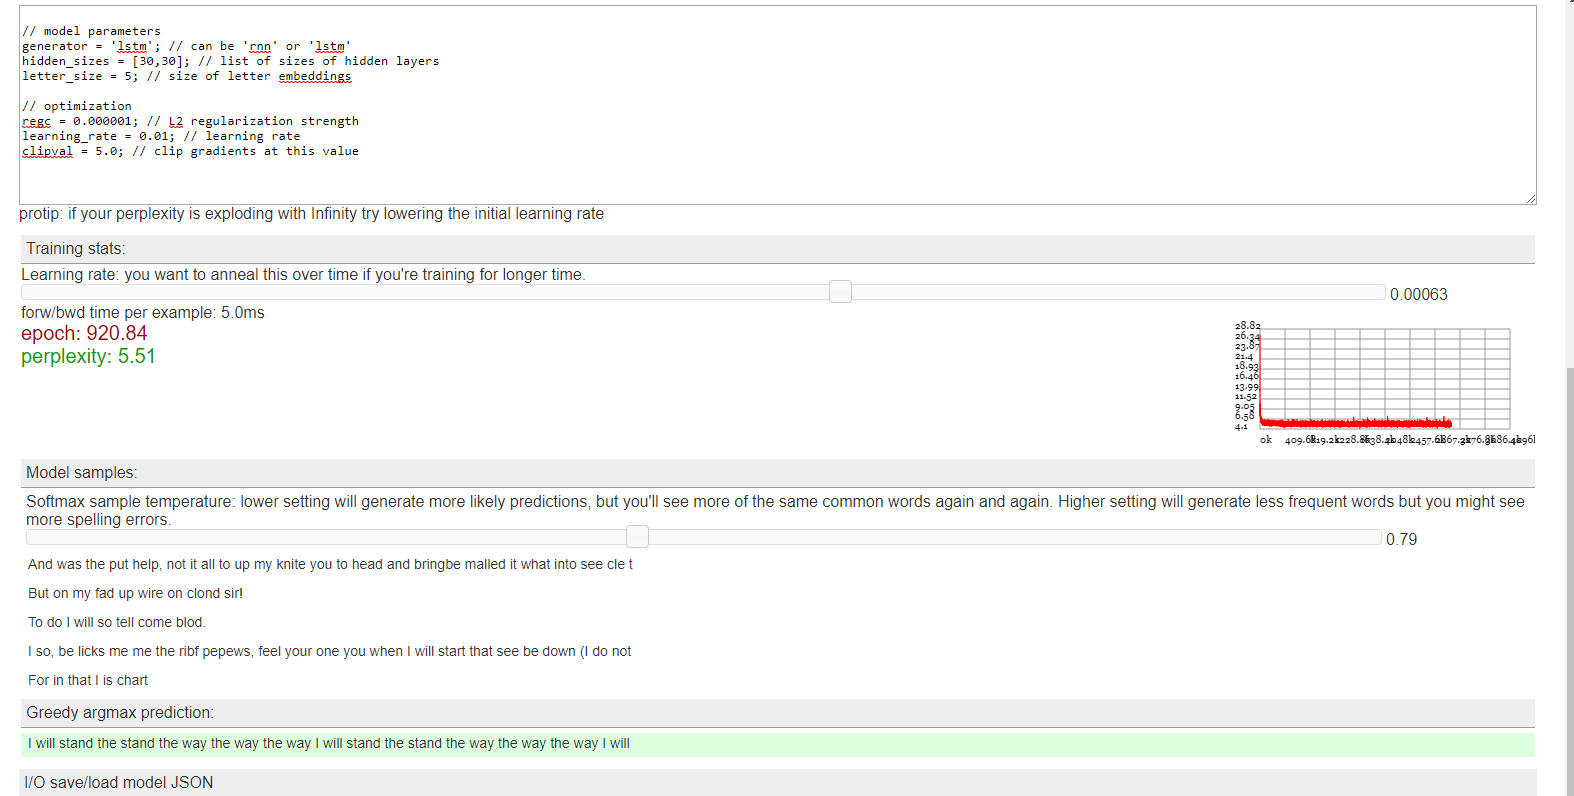 // model parameters
generator = 'lstm'; // can be 'rnn' or 'lstm'
hidden_sizes = [30,30]; // list of sizes of hidden layers
letter_size = 5; // size of letter embeddings
// optimization
regc = 0.000001; // L2 regularization strength
learning_rate = 0.01; // learning rate
clipval = 5.0; // clip gradients at this value
protip: if your perplexity is exploding with Infinity try lowering the initial learning rate
Training stats:
Learning rate: you want to anneal this over time if you're training for longer time.
0.00063
forw/bwd time per example: 5.0ms
epoch: 920.84
perplexity: 5.51
28.82
26.34
23.87
21.4
18.93
16.46
13.99
11.52
9.05
6.58
4.1
0k 409.6k
Model samples:
Softmax sample temperature: lower setting will generate more likely predictions, but you'll see more of the same common words again and again. Higher setting will generate less frequent words but you might see
more spelling errors.
0.79
And was the put help, not it all to up my knite you to head and bringbe malled it what into see cle t
But on my fad up wire on clond sir!
To do I will so tell come blod.
I so, be licks me me the ribf pepews, feel your one you when I will start that see be down (I do not
For in that I is chart
Greedy argmax prediction:
I will stand the stand the way the way the way I will stand the stand the way the way the way I will
I/O save/load model JSON